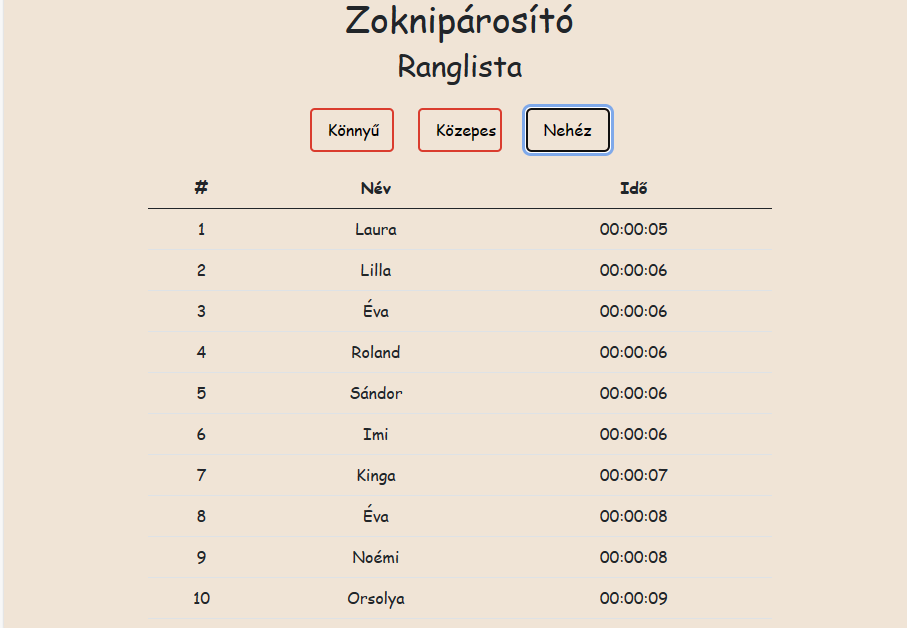 Zoknipárosító
Ranglista
Könnyű Közepes Nehéz
# Név Idő
1 Laura 00:00:05
2 Lilla 00:00:06
3 Éva 00:00:06
4 Roland 00:00:06
5 Sándor 00:00:06
6 Imi 00:00:06
7 Kinga 00:00:07
8 Éva 00:00:08
9 Noémi 00:00:08
10 Orsolya 00:00:09